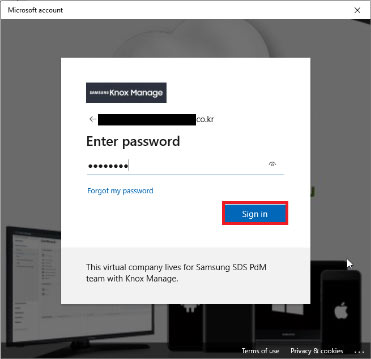 Microsoft account
SAMSUNG Knox Manage
co.kr
Enter password
Forgot my password
Sign in
This virtual company lives for Samsung SDS PdM
team with Knox Manage.
Terms of use Privacy & cookies ...